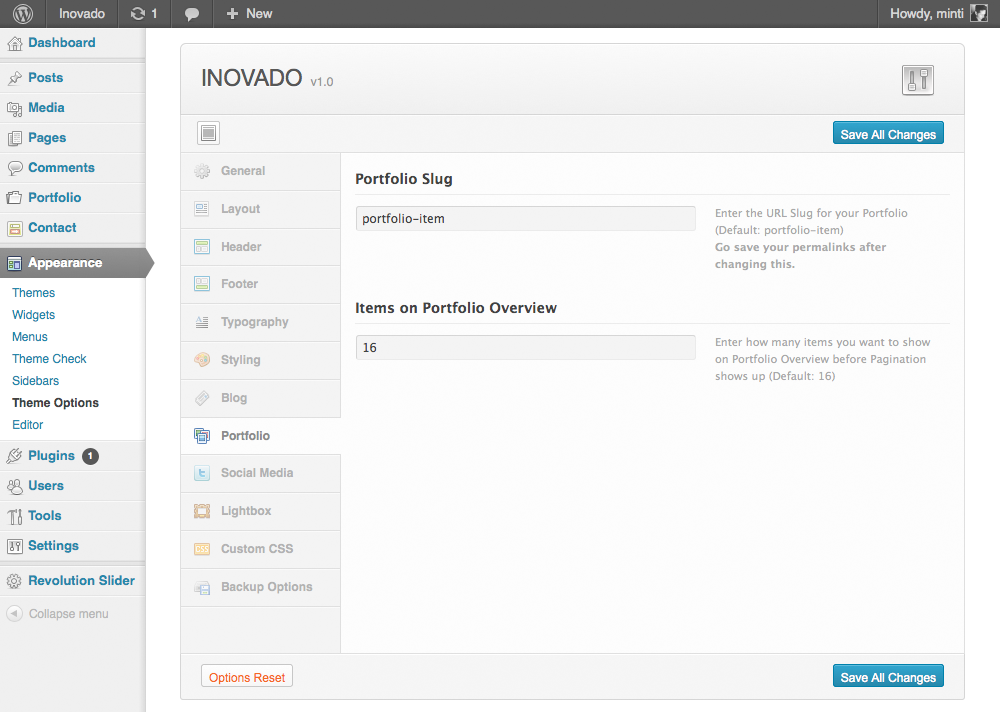 Inovado 1 New Howdy, minti
Dashboard
Posts
Media
Pages
Comments
Portfolio
Contact
Appearance
Themes
Widgets
Menus
Theme Check
Sidebars
Theme Options
Editor
Plugins 1
Users
Tools
Settings
Revolution Slider
Collapse menu
INOVADO v1.0
Save All Changes
General
Layout
Header
Footer
Typography
Styling
Blog
Portfolio
Social Media
Lightbox
Custom CSS
Backup Options
Portfolio Slug
portfolio-item
Enter the URL Slug for your Portfolio
(Default: portfolio-item)
Go save your permalinks after
changing this.
Items on Portfolio Overview
16
Enter how many items you want to show
on Portfolio Overview before Pagination
shows up (Default: 16)
Options Reset
Save All Changes